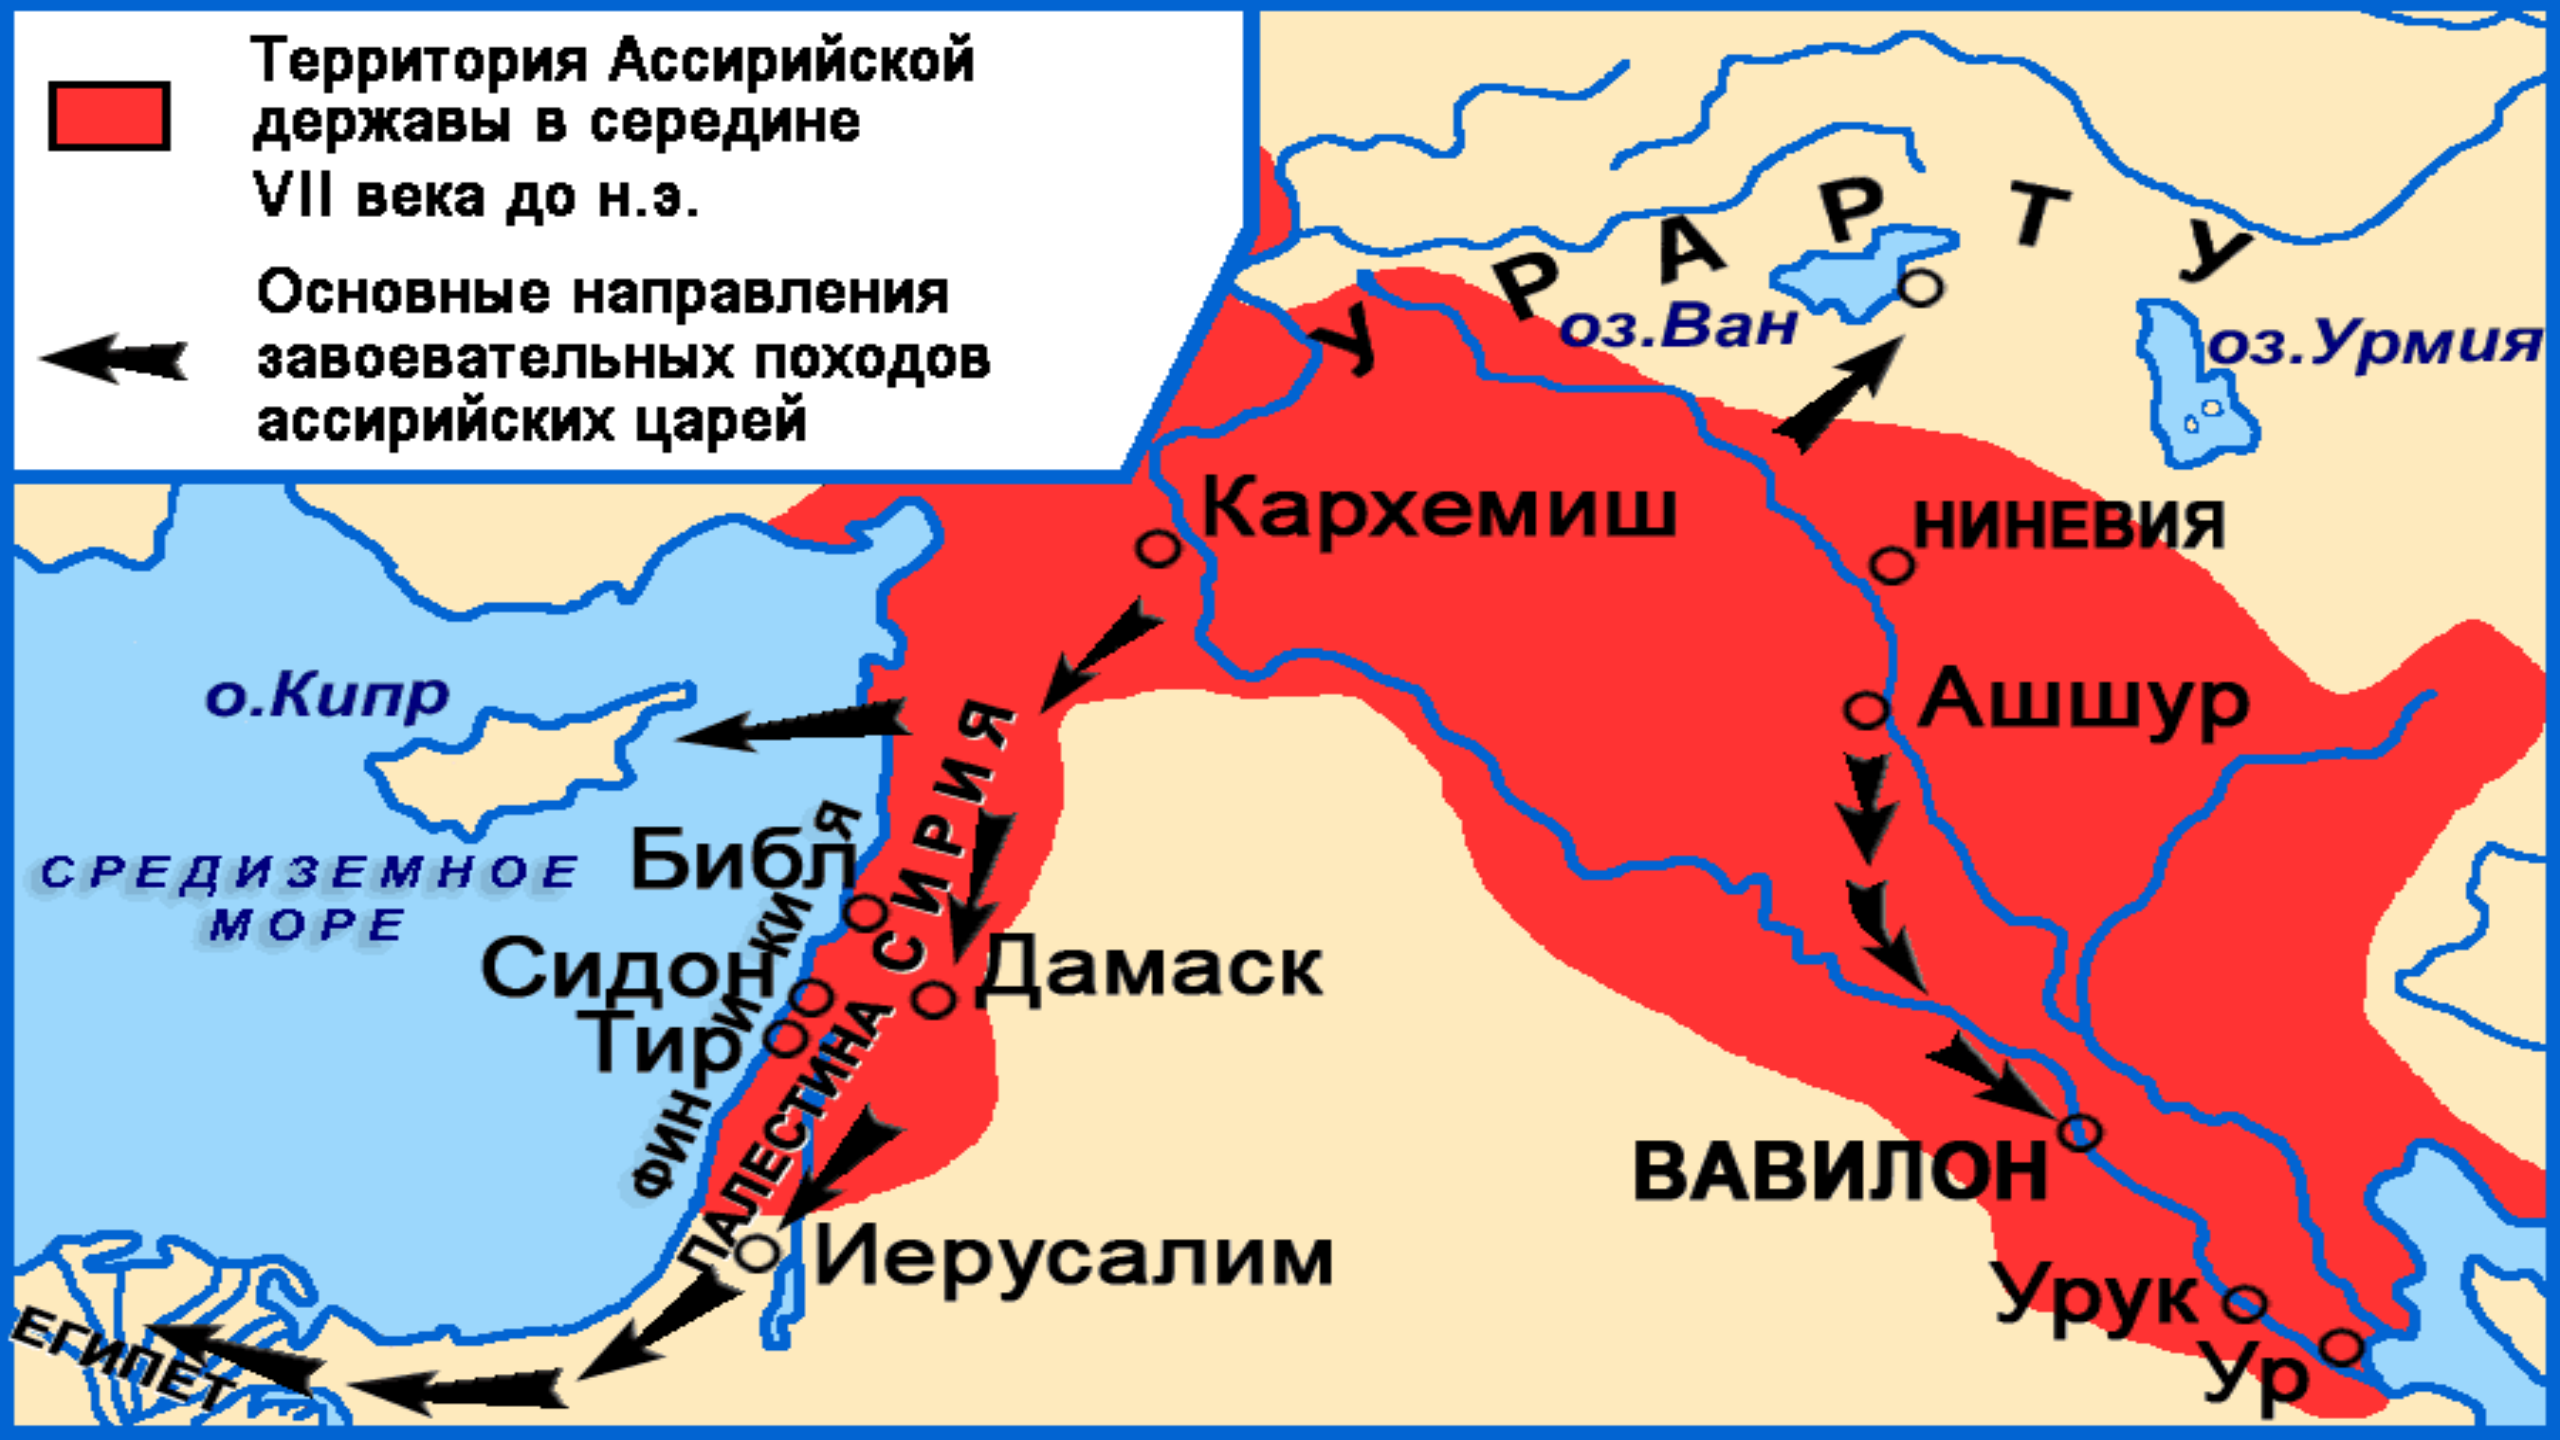 Территория Ассирийской
державы в середине
VII века до н.э.
Основные направления
завоевательных походов
ассирийских царей
УРАРТУ
оз.Ван
оз.Урмия
Кархемиш
НИНЕВИЯ
Ашшур
о.Кипр
СРЕДИЗЕМНОЕ
МОРЕ
СИРИЯ
Библ
ФИНИКИЯ
Сидон
Дамаск
Тир
ПАЛЕСТИНА
ВАВИЛОН
Иерусалим
Урук
Ур
ЕГИПЕТ